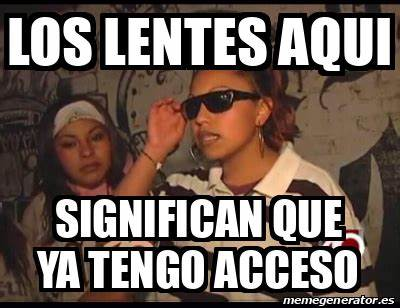 LOS LENTES AQUI
SIGNIFICAN QUE
YA TENGO ACCESO
memegenerator.es